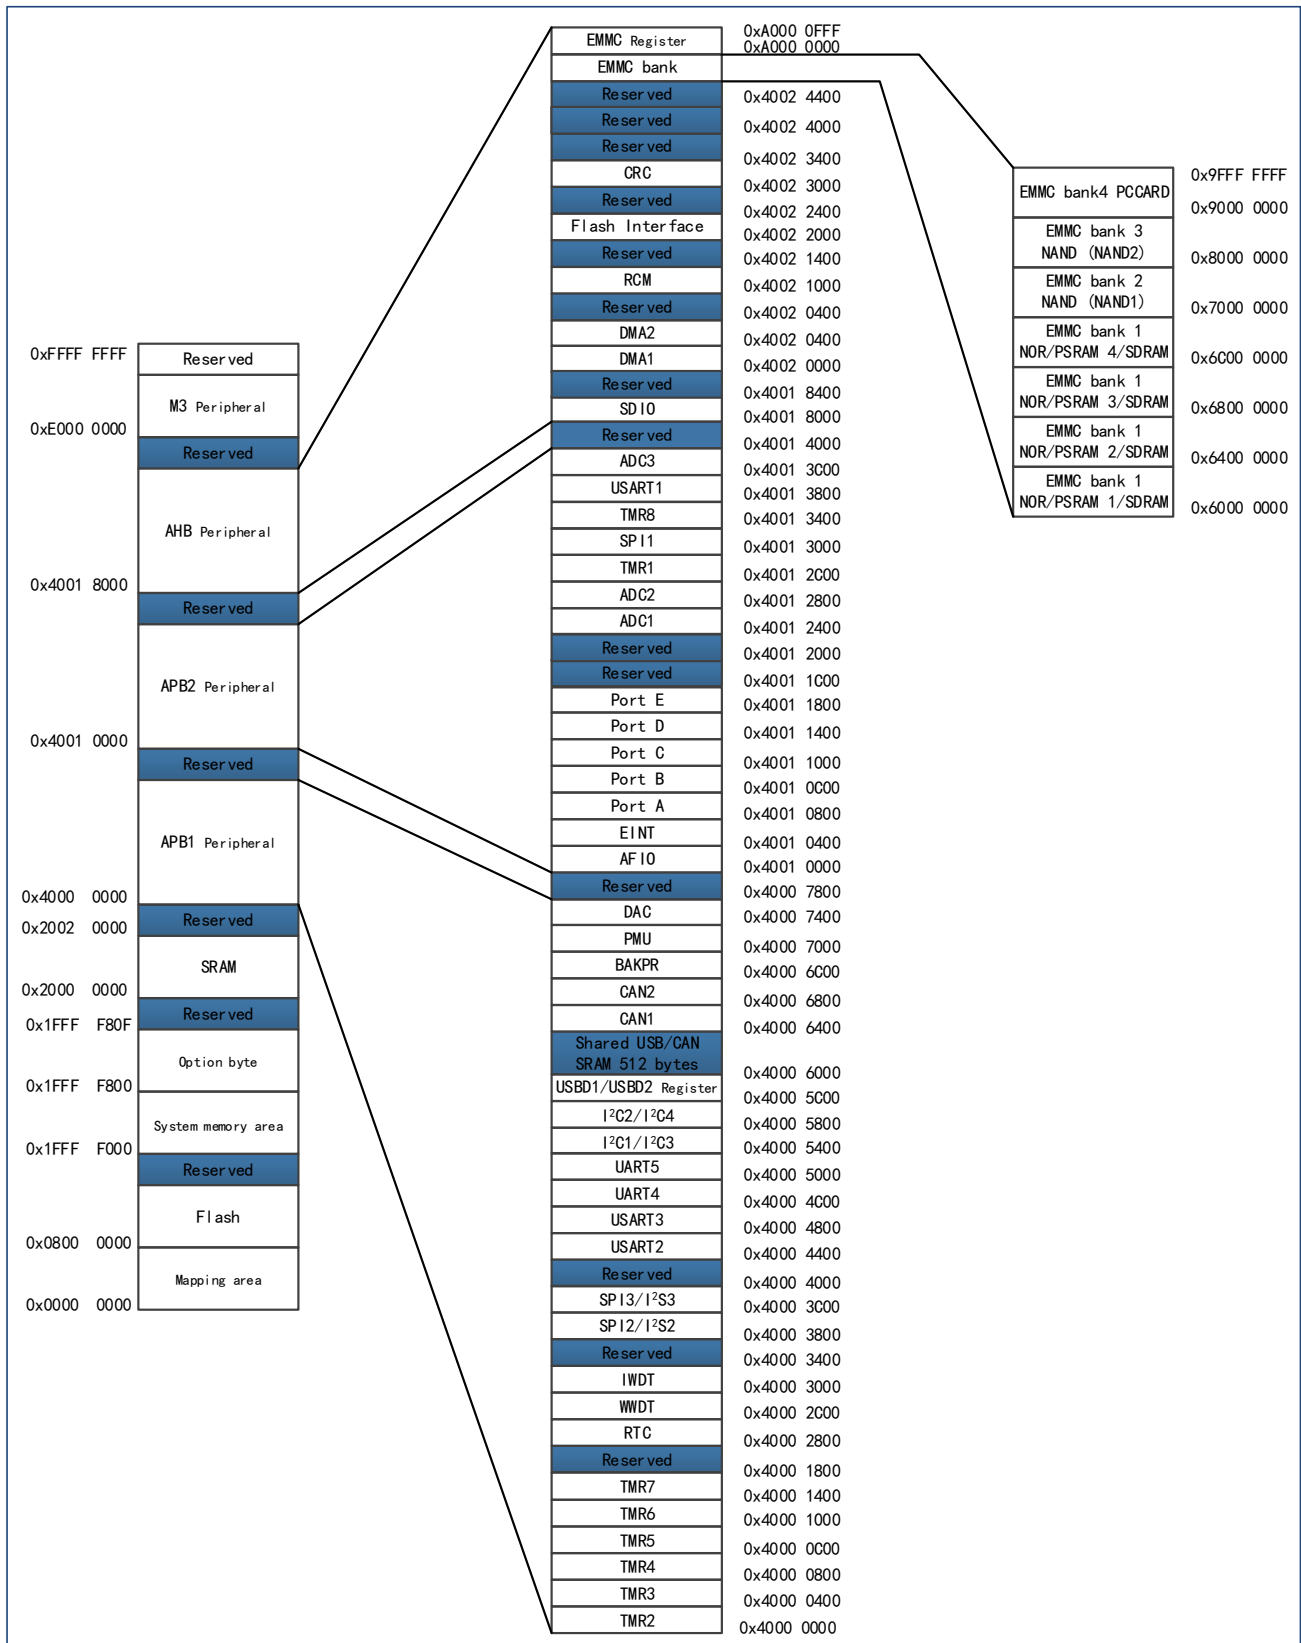 0xFFFF FFFF
Reserved
M3 Peripheral
0xE000 0000
Reserved
AHB Peripheral
0x4001 8000
Reserved
APB2 Peripheral
0x4001 0000
Reserved
APB1 Peripheral
0x4000 0000
Reserved
0x2002 0000
SRAM
0x2000 0000
Reserved
0x1FFF F80F
Option byte
0x1FFF F800
System memory area
0x1FFF F000
Reserved
Flash
0x0800 0000
Mapping area
0x0000 0000
0xA000 0FFF
EMMC Register
0xA000 0000
EMMC bank
Reserved
0x4002 4400
Reserved
0x4002 4000
Reserved
0x4002 3400
CRC
0x4002 3000
Reserved
0x4002 2400
Flash Interface
0x4002 2000
Reserved
0x4002 1400
RCM
0x4002 1000
Reserved
0x4002 0400
DMA2
0x4002 0400
DMA1
0x4002 0000
Reserved
0x4001 8400
SDIO
0x4001 8000
Reserved
0x4001 4000
ADC3
0x4001 3C00
USART1
0x4001 3800
TMR8
0x4001 3400
SPI1
0x4001 3000
TMR1
0x4001 2C00
ADC2
0x4001 2800
ADC1
0x4001 2400
Reserved
0x4001 2000
Reserved
0x4001 1C00
Port E
0x4001 1800
Port D
0x4001 1400
Port C
0x4001 1000
Port B
0x4001 0C00
Port A
0x4001 0800
EINT
0x4001 0400
AFIO
0x4001 0000
Reserved
0x4000 7800
DAC
0x4000 7400
PMU
0x4000 7000
BAKPR
0x4000 6C00
CAN2
0x4000 6800
CAN1
0x4000 6400
Shared USB/CAN
SRAM 512 bytes
0x4000 6000
USBD1/USBD2 Register
0x4000 5C00
I²C2/I²C4
0x4000 5800
I²C1/I²C3
0x4000 5400
UART5
0x4000 5000
UART4
0x4000 4C00
USART3
0x4000 4800
USART2
0x4000 4400
Reserved
0x4000 4000
SPI3/I²S3
0x4000 3C00
SPI2/I²S2
0x4000 3800
Reserved
0x4000 3400
IWDT
0x4000 3000
WWDT
0x4000 2C00
RTC
0x4000 2800
Reserved
0x4000 1800
TMR7
0x4000 1400
TMR6
0x4000 1000
TMR5
0x4000 0C00
TMR4
0x4000 0800
TMR3
0x4000 0400
TMR2
0x4000 0000
0x9FFF FFFF
EMMC bank4 PCCARD
0x9000 0000
EMMC bank 3
NAND (NAND2)
0x8000 0000
EMMC bank 2
NAND (NAND1)
0x7000 0000
EMMC bank 1
NOR/PSRAM 4/SDRAM
0x6C00 0000
EMMC bank 1
NOR/PSRAM 3/SDRAM
0x6800 0000
EMMC bank 1
NOR/PSRAM 2/SDRAM
0x6400 0000
EMMC bank 1
NOR/PSRAM 1/SDRAM
0x6000 0000